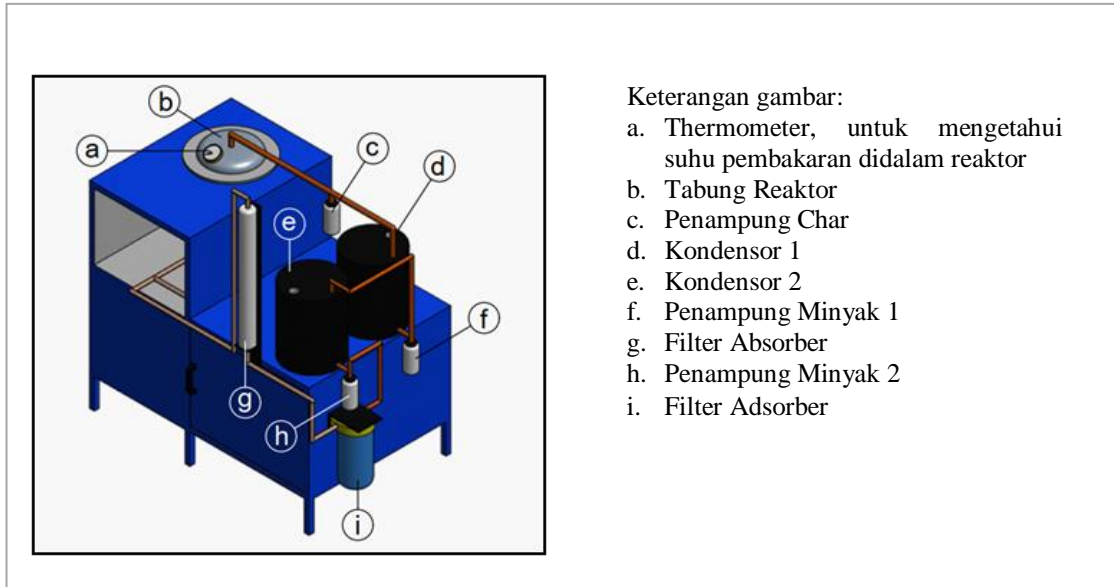 b
a
c
d
e
f
g
h
i
Keterangan gambar:
a. Thermometer, untuk mengetahui
suhu pembakaran didalam reaktor
b. Tabung Reaktor
c. Penampung Char
d. Kondensor 1
e. Kondensor 2
f. Penampung Minyak 1
g. Filter Absorber
h. Penampung Minyak 2
i. Filter Adsorber